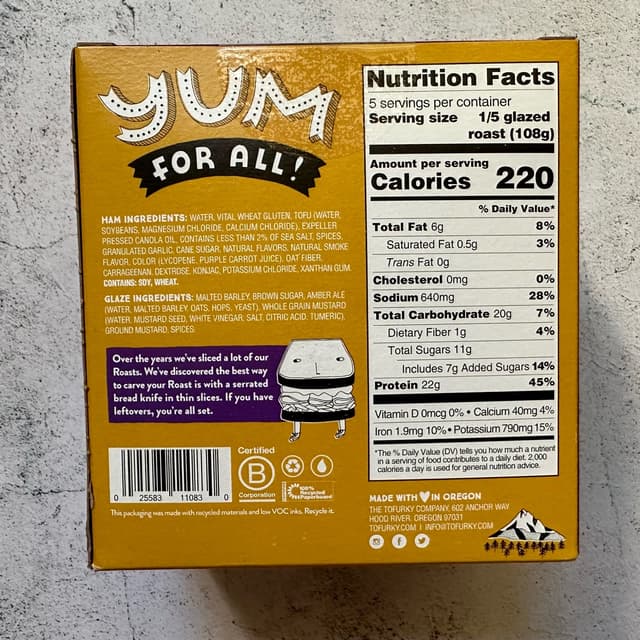 YUM
FOR ALL!
HAM INGREDIENTS: WATER, VITAL WHEAT GLUTEN, TOFU (WATER,
SOYBEANS, MAGNESIUM CHLORIDE, CALCIUM CHLORIDE), EXPELLER
PRESSED CANOLA OIL, CONTAINS LESS THAN 2% OF SEA SALT, SPICES,
GRANULATED GARLIC, CANE SUGAR, NATURAL FLAVORS, NATURAL SMOKE
FLAVOR, COLOR (LYCOPENE, PURPLE CARROT JUICE), OAT FIBER,
CARRAGEENAN, DEXTROSE, KONJAC, POTASSIUM CHLORIDE, XANTHAN GUM.
CONTAINS: SOY, WHEAT.
GLAZE INGREDIENTS: MALTED BARLEY, BROWN SUGAR, AMBER ALE
(WATER, MALTED BARLEY, OATS, HOPS, YEAST), WHOLE GRAIN MUSTARD
(WATER, MUSTARD SEED, WHITE VINEGAR, SALT, CITRIC ACID, TUMERIC),
GROUND MUSTARD, SPICES.
Over the years we've sliced a lot of our
Roasts. We've discovered the best way
to carve your Roast is with a serrated
bread knife in thin slices. If you have
leftovers, you're all set.
0 25583 11083 0
Certified
B
Corporation
100%
Recycled
Paperboard
This packaging was made with recycled materials and low VOC inks. Recycle it.
Nutrition Facts
5 servings per container
Serving size 1/5 glazed
roast (108g)
Amount per serving
Calories 220
% Daily Value*
Total Fat 6g 8%
Saturated Fat 0.5g 3%
Trans Fat 0g
Cholesterol 0mg 0%
Sodium 640mg 28%
Total Carbohydrate 20g 7%
Dietary Fiber 1g 4%
Total Sugars 11g
Includes 7g Added Sugars 14%
Protein 22g 45%
Vitamin D 0mcg 0% • Calcium 40mg 4%
Iron 1.9mg 10% • Potassium 790mg 15%
*The % Daily Value (DV) tells you how much a nutrient
in a serving of food contributes to a daily diet. 2,000
calories a day is used for general nutrition advice.
MADE WITH IN OREGON
THE TOFURKY COMPANY, 602 ANCHOR WAY
HOOD RIVER, OREGON 97031
TOFURKY.COM | INFO@TOFURKY.COM